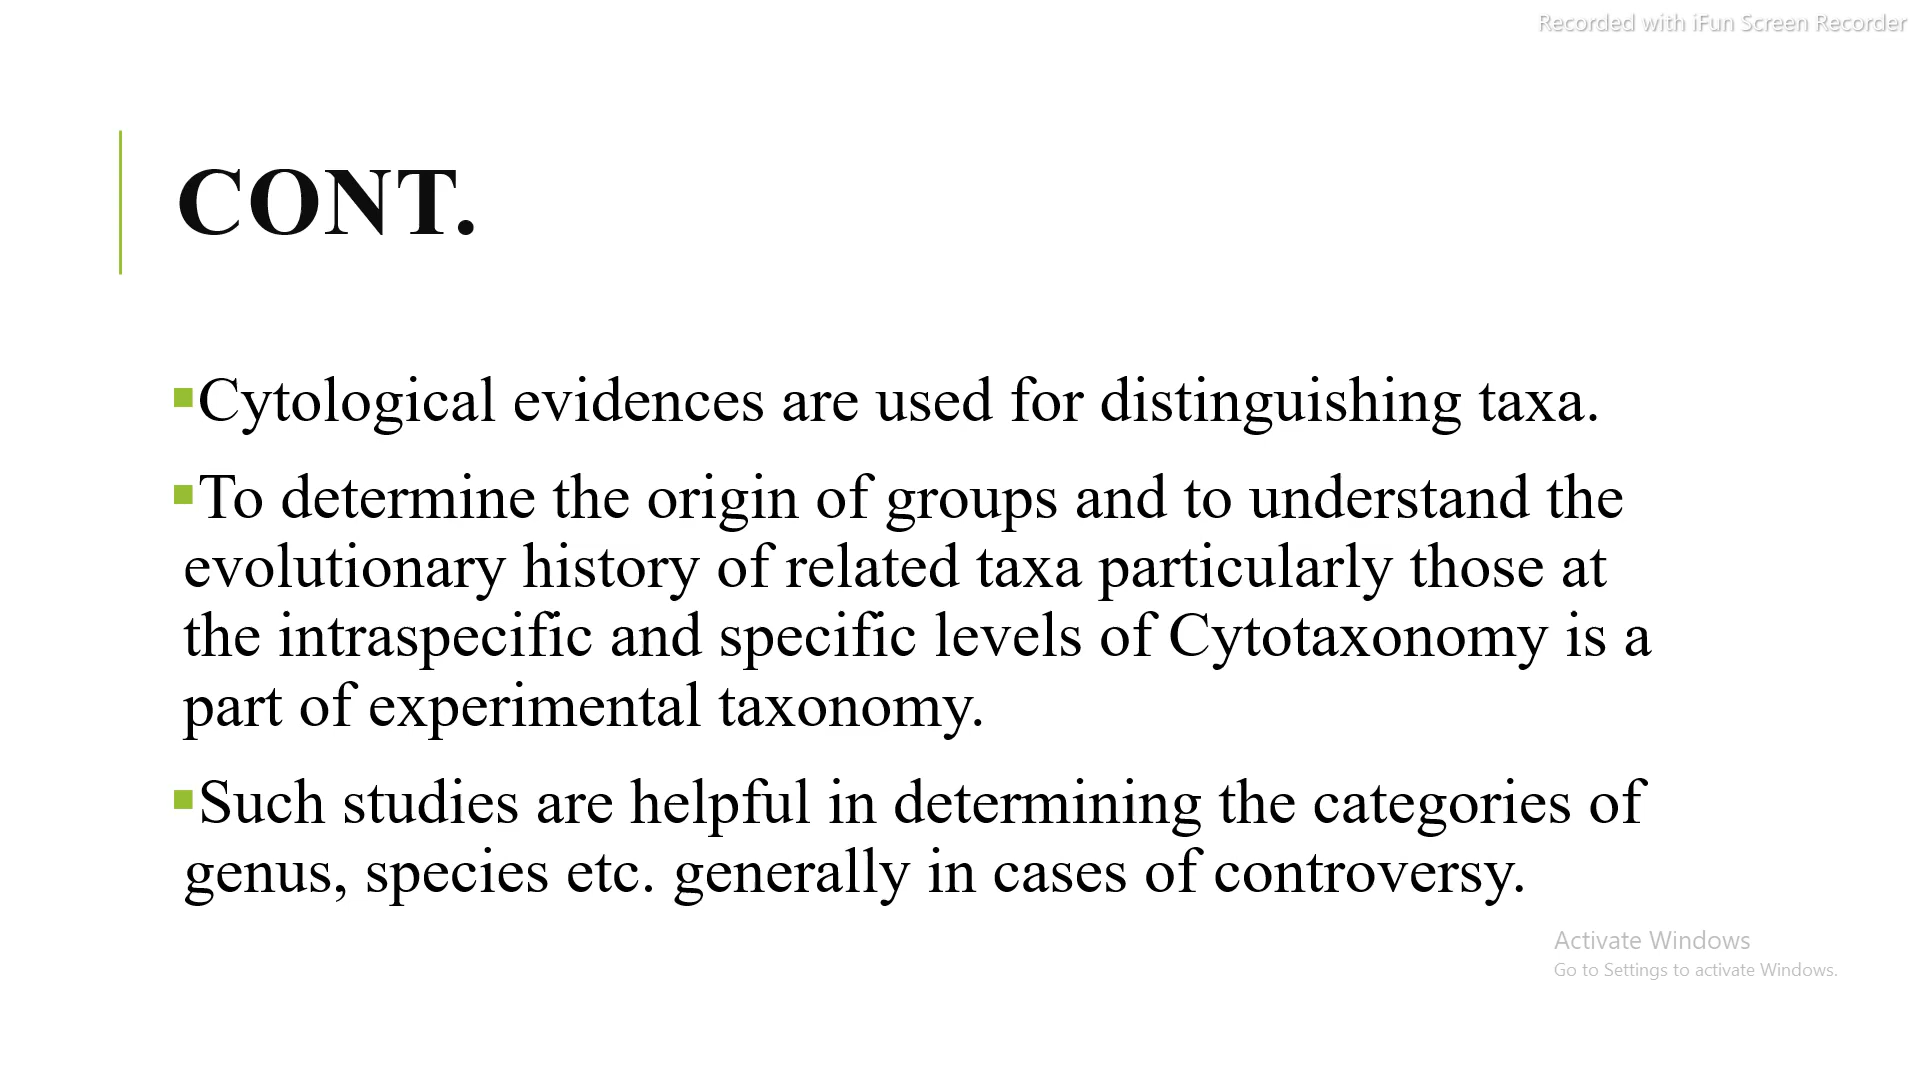 Recorded with iFun Screen Recorder
CONT.
▪Cytological evidences are used for distinguishing taxa.
▪To determine the origin of groups and to understand the
evolutionary history of related taxa particularly those at
the intraspecific and specific levels of Cytotaxonomy is a
part of experimental taxonomy.
▪Such studies are helpful in determining the categories of
genus, species etc. generally in cases of controversy.
Activate Windows
Go to Settings to activate Windows.